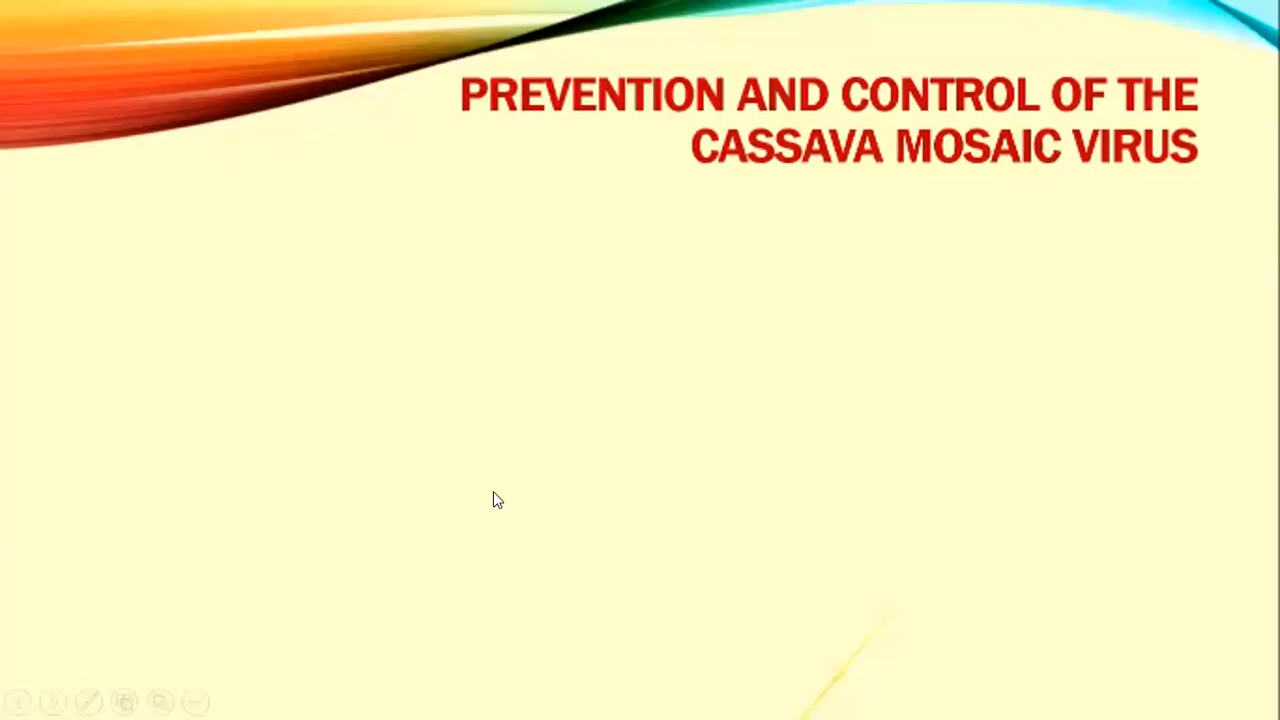 PREVENTION AND CONTROL OF THE
CASSAVA MOSAIC VIRUS